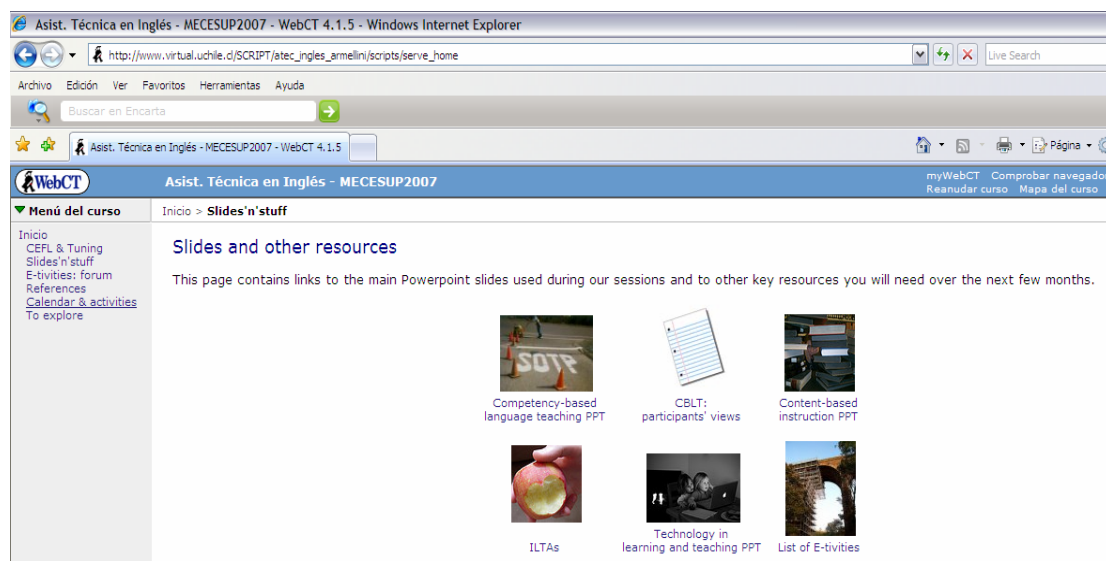 Asist. Técnica en Inglés - MECESUP2007 - WebCT 4.1.5 - Windows Internet Explorer
http://www.virtual.uchile.cl/SCRIPT/atec_ingles_armellini/scripts/serve_home
Live Search
Archivo Edición Ver Favoritos Herramientas Ayuda
Buscar en Encarta
Asist. Técnica en Inglés - MECESUP2007 - WebCT 4.1.5
Página
WebCT
Asist. Técnica en Inglés - MECESUP2007
myWebCT Comprobar navegador
Reanudar curso Mapa del curso
Menú del curso
Inicio > Slides'n'stuff
Inicio
CEFL & Tuning
Slides'n'stuff
E-tivities: forum
References
Calendar & activities
To explore
Slides and other resources
This page contains links to the main Powerpoint slides used during our sessions and to other key resources you will need over the next few months.
SOTP
Competency-based
language teaching PPT
CBLT:
participants' views
Content-based
instruction PPT
ILTAs
Technology in
learning and teaching PPT
List of E-tivities